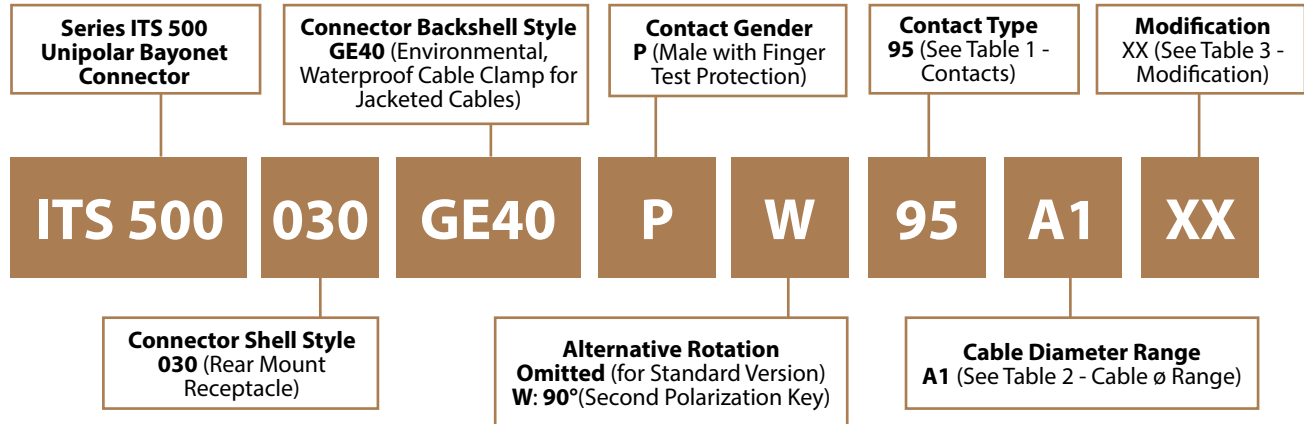 Series ITS 500
Unipolar Bayonet
Connector
Connector Backshell Style
GE40 (Environmental,
Waterproof Cable Clamp for
Jacketed Cables)
Contact Gender
P (Male with Finger
Test Protection)
Contact Type
95 (See Table 1 -
Contacts)
Modification
XX (See Table 3 -
Modification)
ITS 500 030 GE40 P W 95 A1 XX
Connector Shell Style
030 (Rear Mount
Receptacle)
Alternative Rotation
Omitted (for Standard Version)
W: 90°(Second Polarization Key)
Cable Diameter Range
A1 (See Table 2 - Cable ø Range)